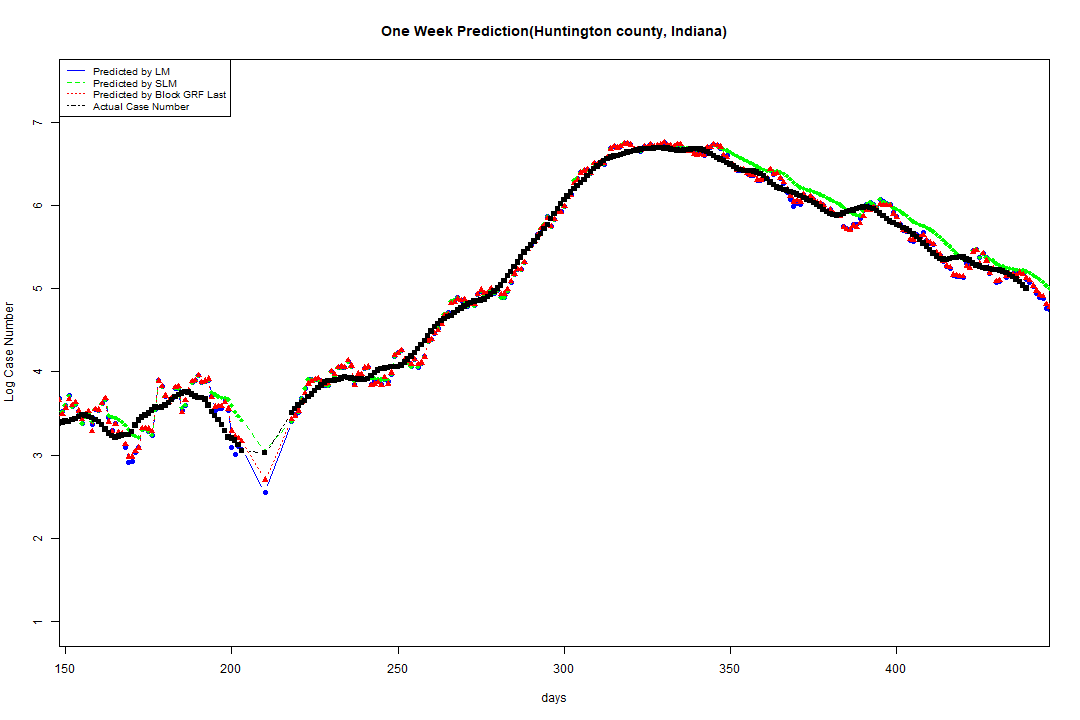 One Week Prediction(Huntington county, Indiana)
Predicted by LM
Predicted by SLM
Predicted by Block GRF Last
Actual Case Number
7
6
5
4
3
2
1
Log Case Number
150 200 250 300 350 400
days